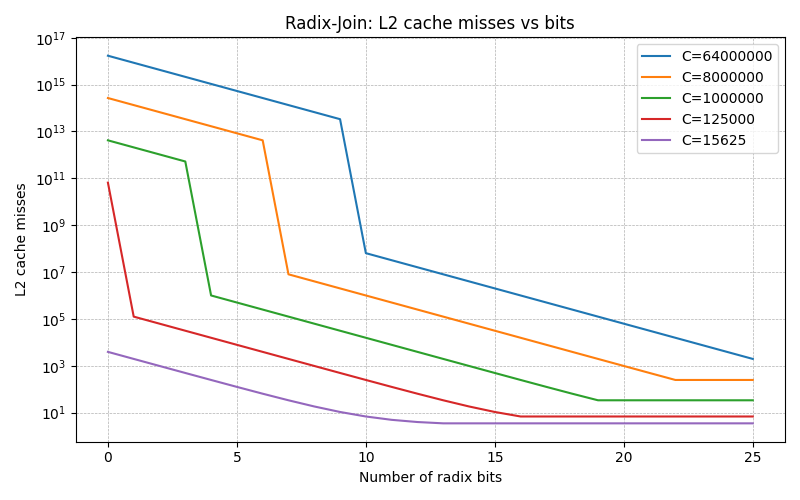 Radix-Join: L2 cache misses vs bits
L2 cache misses
10^17
10^15
10^13
10^11
10^9
10^7
10^5
10^3
10^1
C=64000000
C=8000000
C=1000000
C=125000
C=15625
0 5 10 15 20 25
Number of radix bits